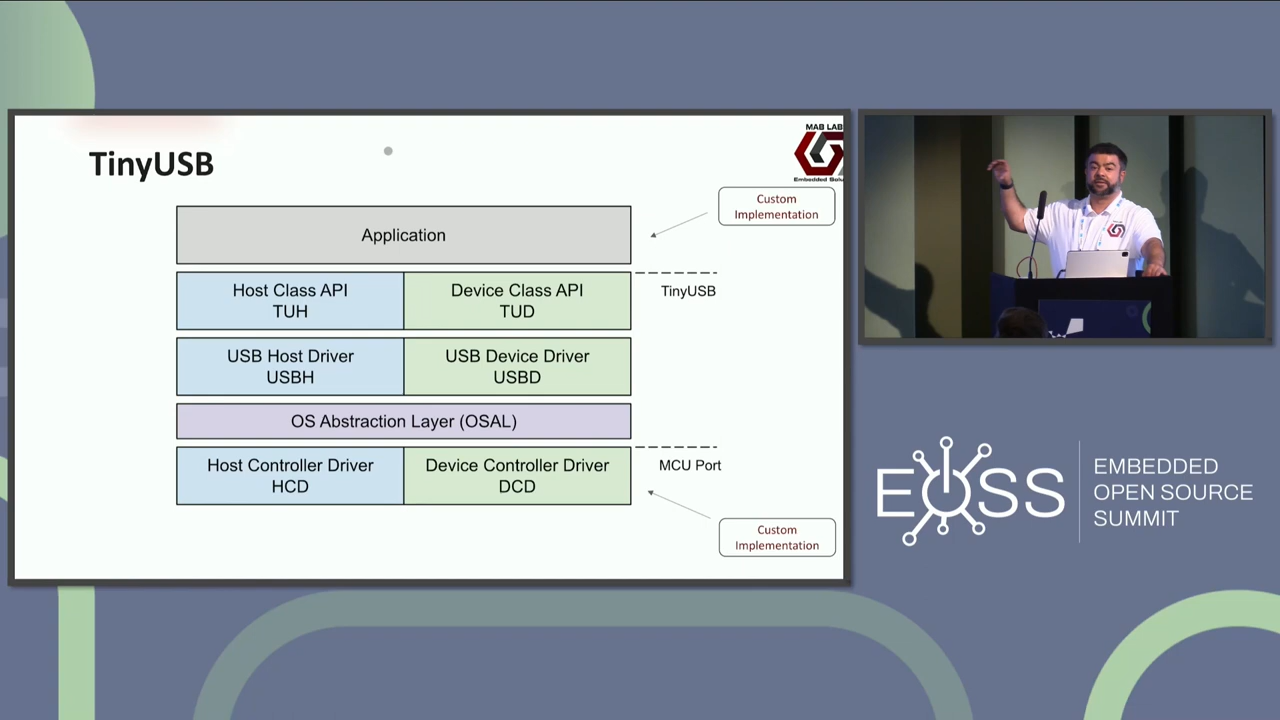 TinyUSB
MAB LAB
Embedded Solu
Custom
Implementation
Application
Host Class API
TUH
Device Class API
TUD
TinyUSB
USB Host Driver
USBH
USB Device Driver
USBD
OS Abstraction Layer (OSAL)
Host Controller Driver
HCD
Device Controller Driver
DCD
MCU Port
Custom
Implementation
EOSS
EMBEDDED
OPEN SOURCE
SUMMIT